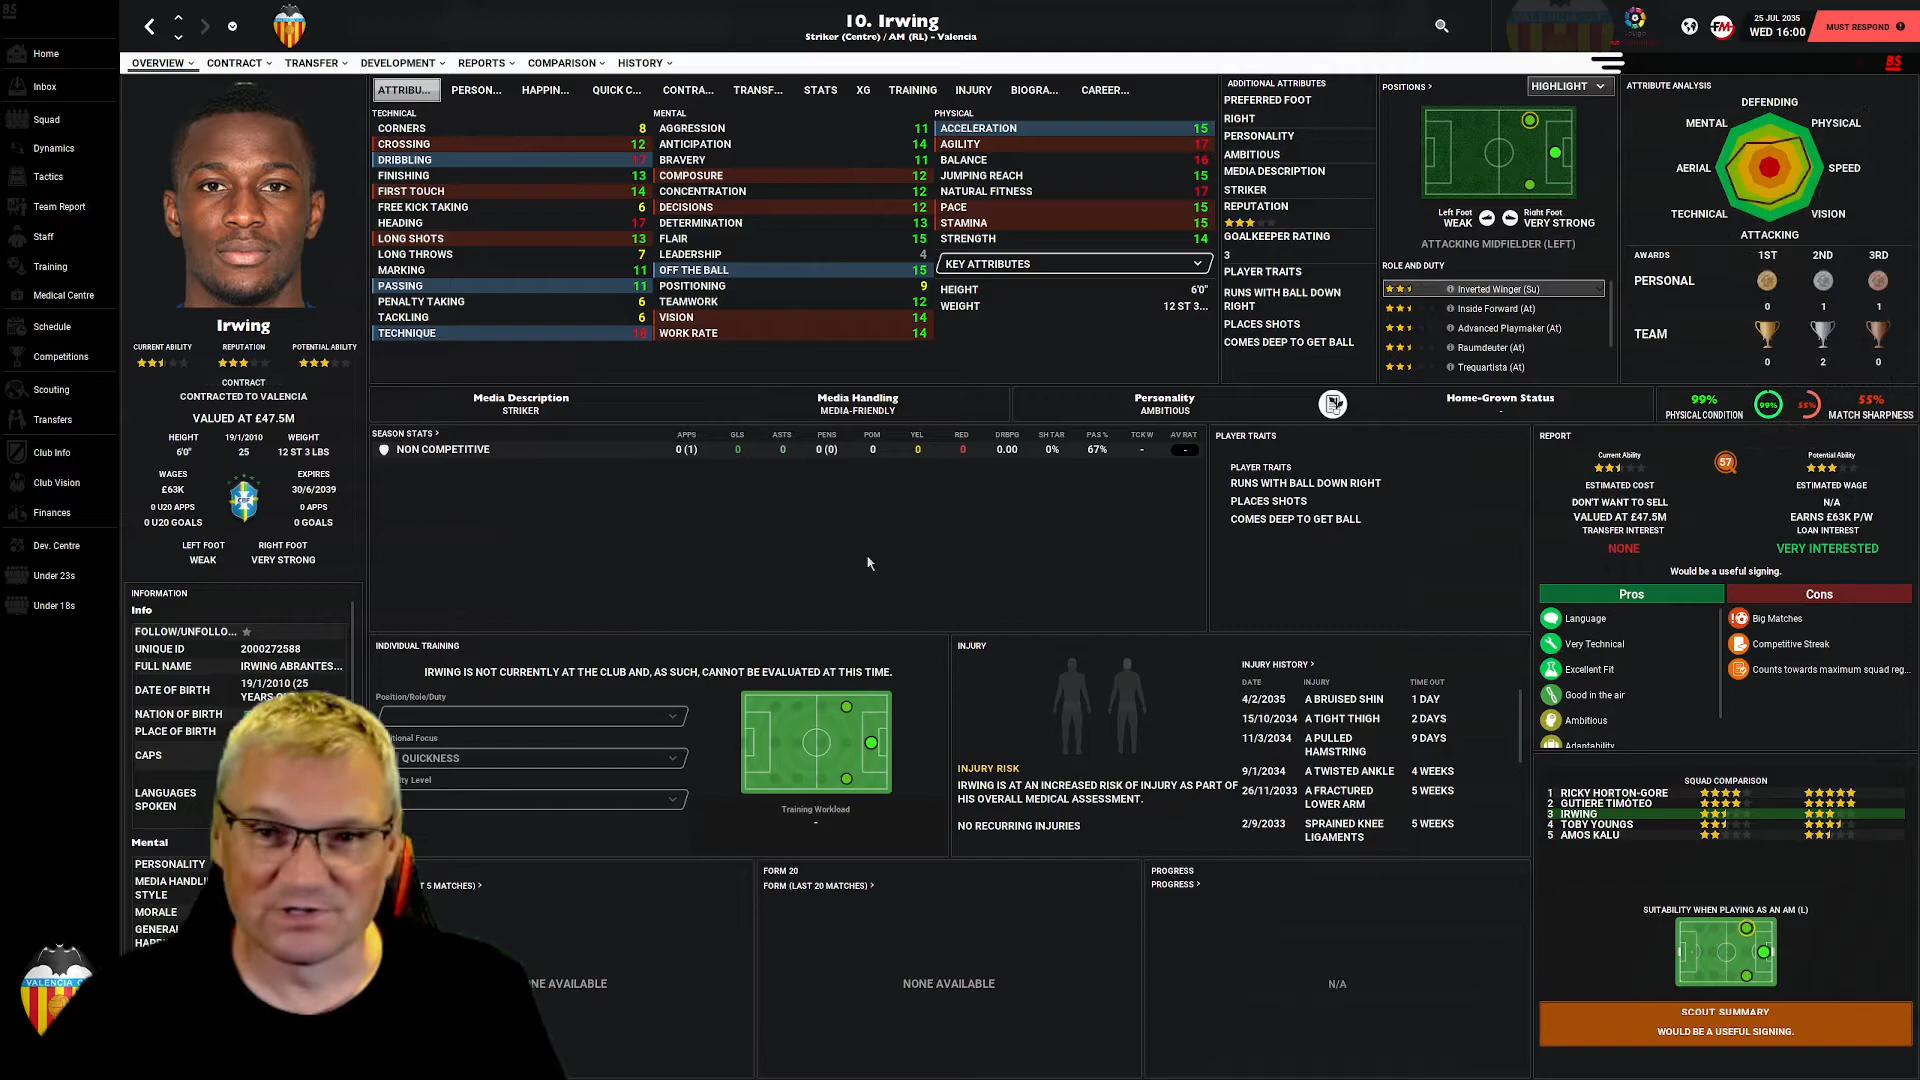 10. Irwing
Striker (Centre) / AM (RL) - Valencia
25 JUL 2035
WED 16:00
MUST RESPOND
Home
Inbox
Squad
Dynamics
Tactics
Team Report
Staff
Training
Medical Centre
Schedule
Competitions
Scouting
Transfers
Club Info
Club Vision
Finances
Dev. Centre
Under 23s
Under 18s
OVERVIEW CONTRACT TRANSFER DEVELOPMENT REPORTS COMPARISON HISTORY
Irwing
CURRENT ABILITY REPUTATION POTENTIAL ABILITY
CONTRACT
CONTRACTED TO VALENCIA
VALUED AT £47.5M
HEIGHT 19/1/2010 WEIGHT
6'0" 25 12 ST 3 LBS
WAGES EXPIRES
£63K 30/6/2039
0 U20 APPS 0 APPS
0 U20 GOALS 0 GOALS
LEFT FOOT RIGHT FOOT
WEAK VERY STRONG
INFORMATION
Info
FOLLOW/UNFOLLO...
UNIQUE ID 2000272588
FULL NAME IRWING ABRANTES...
DATE OF BIRTH 19/1/2010 (25
NATION OF BIRTH
PLACE OF BIRTH
CAPS
LANGUAGES
SPOKEN
Mental
PERSONALITY
MEDIA HANDLI
STYLE
MORALE
GENERAL
ATTRIBU... PERSON... HAPPIN... QUICK C... CONTRA... TRANSF... STATS XG TRAINING INJURY BIOGRA... CAREER...
TECHNICAL
CORNERS 8
CROSSING 12
DRIBBLING 17
FINISHING 13
FIRST TOUCH 14
FREE KICK TAKING 6
HEADING 17
LONG SHOTS 13
LONG THROWS 7
MARKING 11
PASSING 11
PENALTY TAKING 6
TACKLING 6
TECHNIQUE 18
MENTAL
AGGRESSION 11
ANTICIPATION 14
BRAVERY 11
COMPOSURE 12
CONCENTRATION 12
DECISIONS 12
DETERMINATION 13
FLAIR 15
LEADERSHIP 4
OFF THE BALL 15
POSITIONING 9
TEAMWORK 12
VISION 14
WORK RATE 14
PHYSICAL
ACCELERATION 15
AGILITY 17
BALANCE 16
JUMPING REACH 15
NATURAL FITNESS 17
PACE 15
STAMINA 15
STRENGTH 14
KEY ATTRIBUTES
HEIGHT 6'0"
WEIGHT 12 ST 3...
ADDITIONAL ATTRIBUTES
PREFERRED FOOT
RIGHT
PERSONALITY
AMBITIOUS
MEDIA DESCRIPTION
STRIKER
REPUTATION
GOALKEEPER RATING
3
PLAYER TRAITS
RUNS WITH BALL DOWN
RIGHT
PLACES SHOTS
COMES DEEP TO GET BALL
POSITIONS
HIGHLIGHT
Left Foot
WEAK
Right Foot
VERY STRONG
ATTACKING MIDFIELDER (LEFT)
ROLE AND DUTY
Inverted Winger (Su)
Inside Forward (At)
Advanced Playmaker (At)
Raumdeuter (At)
Trequartista (At)
ATTRIBUTE ANALYSIS
DEFENDING
MENTAL PHYSICAL
AERIAL SPEED
TECHNICAL VISION
ATTACKING
AWARDS 1ST 2ND 3RD
PERSONAL
0 1 1
TEAM
0 2 0
Media Description
STRIKER
Media Handling
MEDIA-FRIENDLY
Personality
AMBITIOUS
Home-Grown Status
-
99%
PHYSICAL CONDITION
99%
55%
55%
MATCH SHARPNESS
SEASON STATS APPS GLS ASTS PENS POM YEL RED DRBPG SH TAR PAS % TCK W AV RAT
NON COMPETITIVE 0 (1) 0 0 0 (0) 0 0 0 0.00 0% 67% - -
PLAYER TRAITS
PLAYER TRAITS
RUNS WITH BALL DOWN RIGHT
PLACES SHOTS
COMES DEEP TO GET BALL
REPORT
Current Ability
57
Potential Ability
ESTIMATED COST
DON'T WANT TO SELL
VALUED AT £47.5M
TRANSFER INTEREST
NONE
ESTIMATED WAGE
N/A
EARNS £63K P/W
LOAN INTEREST
VERY INTERESTED
Would be a useful signing.
Pros
Language
Very Technical
Excellent Fit
Good in the air
Ambitious
Adaptability
Cons
Big Matches
Competitive Streak
Counts towards maximum squad reg...
INDIVIDUAL TRAINING
IRWING IS NOT CURRENTLY AT THE CLUB AND, AS SUCH, CANNOT BE EVALUATED AT THIS TIME.
Position/Role/Duty
QUICKNESS
Training Workload
-
INJURY
INJURY RISK
IRWING IS AT AN INCREASED RISK OF INJURY AS PART OF
HIS OVERALL MEDICAL ASSESSMENT.
NO RECURRING INJURIES
INJURY HISTORY
DATE INJURY TIME OUT
4/2/2035 A BRUISED SHIN 1 DAY
15/10/2034 A TIGHT THIGH 2 DAYS
11/3/2034 A PULLED HAMSTRING 9 DAYS
9/1/2034 A TWISTED ANKLE 4 WEEKS
26/11/2033 A FRACTURED LOWER ARM 5 WEEKS
2/9/2033 SPRAINED KNEE LIGAMENTS 5 WEEKS
SQUAD COMPARISON
1 RICKY HORTON-GORE
2 GUTIERE TIMÓTEO
3 IRWING
4 TOBY YOUNGS
5 AMOS KALU
SUITABILITY WHEN PLAYING AS AN AM (L)
SCOUT SUMMARY
WOULD BE A USEFUL SIGNING.
T 5 MATCHES)
NE AVAILABLE
FORM 20
FORM (LAST 20 MATCHES)
NONE AVAILABLE
PROGRESS
PROGRESS
N/A